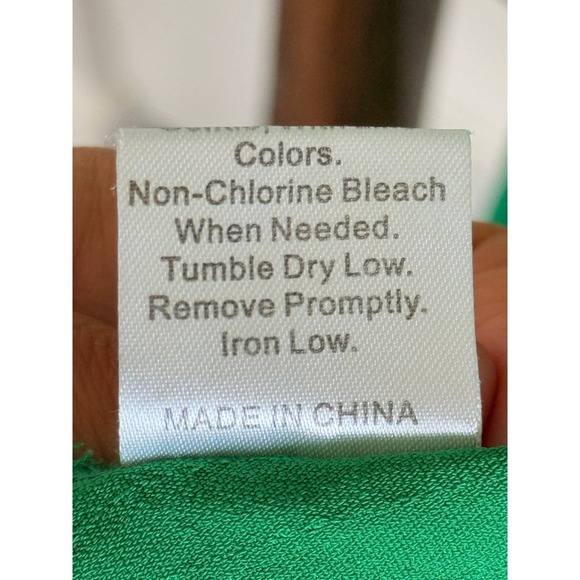 Colors.
Non-Chlorine Bleach
When Needed.
Tumble Dry Low.
Remove Promptly.
Iron Low.
MADE IN CHINA